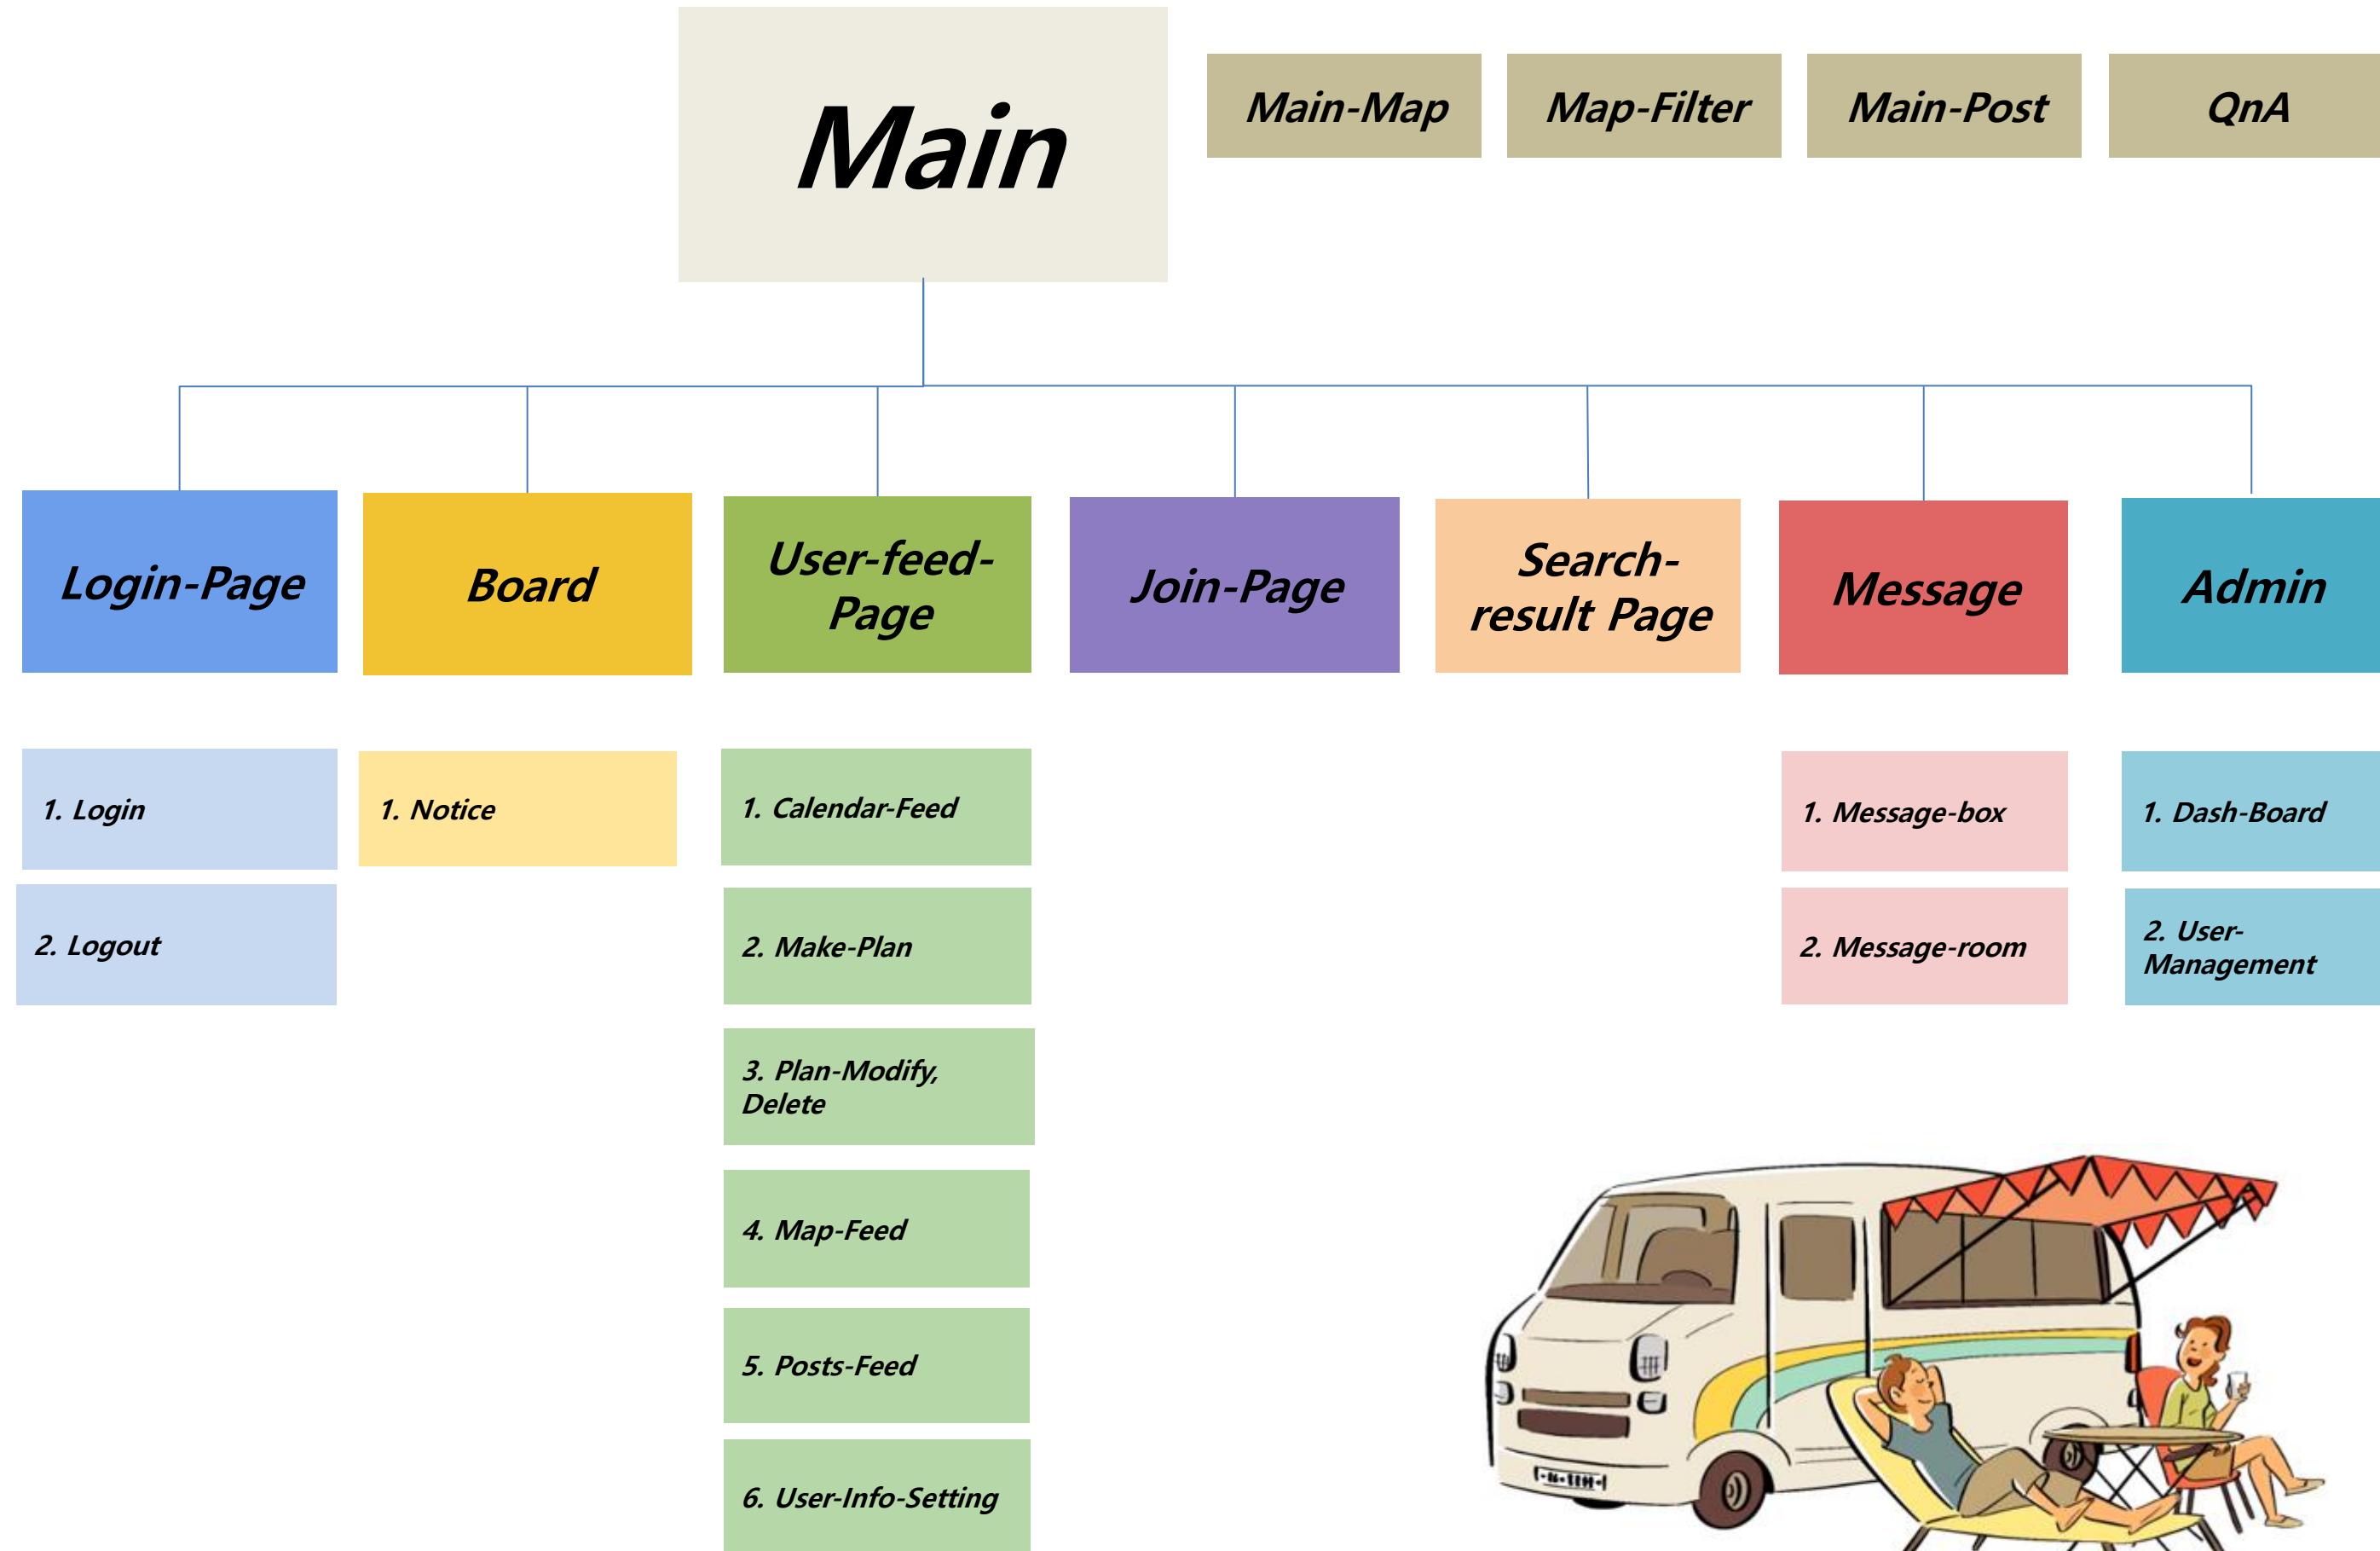 Main
Main-Map
Map-Filter
Main-Post
QnA
Login-Page
Board
User-feed-
Page
Join-Page
Search-
result Page
Message
Admin
1. Login
2. Logout
1. Notice
1. Calendar-Feed
2. Make-Plan
3. Plan-Modify,
Delete
4. Map-Feed
5. Posts-Feed
6. User-Info-Setting
1. Message-box
2. Message-room
1. Dash-Board
2. User-
Management